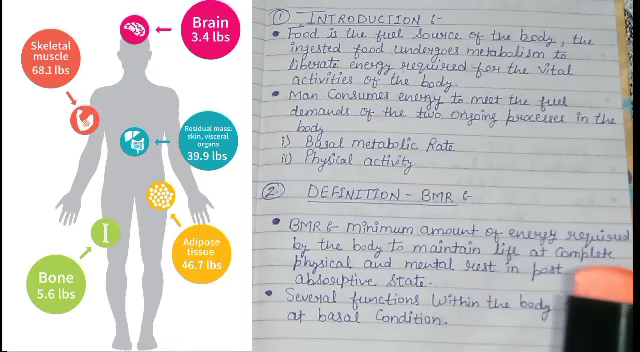 Brain
3.4 lbs
Skeletal
muscle
68.1 lbs
Residual mass:
skin, visceral
organs
39.9 lbs
Adipose
tissue
46.7 lbs
Bone
5.6 lbs
1. INTRODUCTION :-
• Food is the fuel source of the body, the
ingested food undergoes metabolism to
liberate energy required for the vital
activities of the body.
• Man Consumes energy to meet the fuel
demands of the two ongoing processes in the
body
i) Basal metabolic Rate
ii) Physical activity
2. DEFINITION - BMR :-
• BMR :- Minimum amount of energy required
by the body to maintain life at complete
physical and mental rest in post
absorptive state.
• Several functions within the body
at basal Condition.